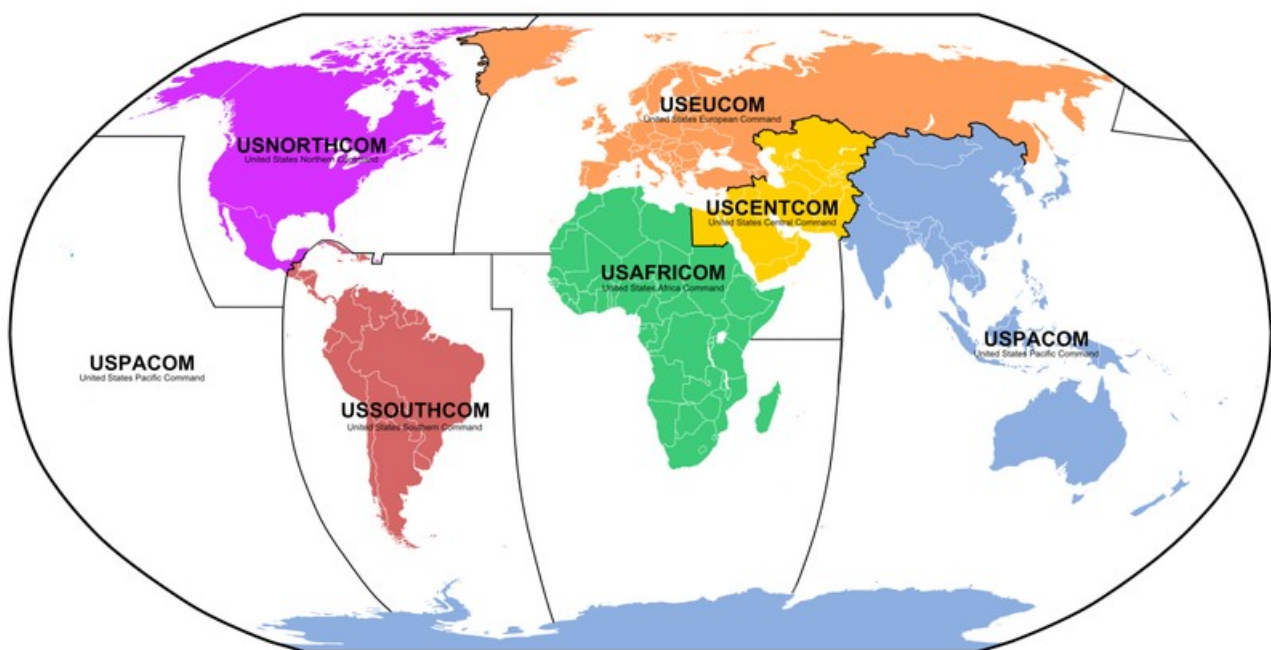 USNORTHCOM
United States Northern Command
USEUCOM
United States European Command
USCENTCOM
United States Central Command
USAFRICOM
United States Africa Command
USPACOM
United States Pacific Command
USPACOM
United States Pacific Command
USSOUTHCOM
United States Southern Command